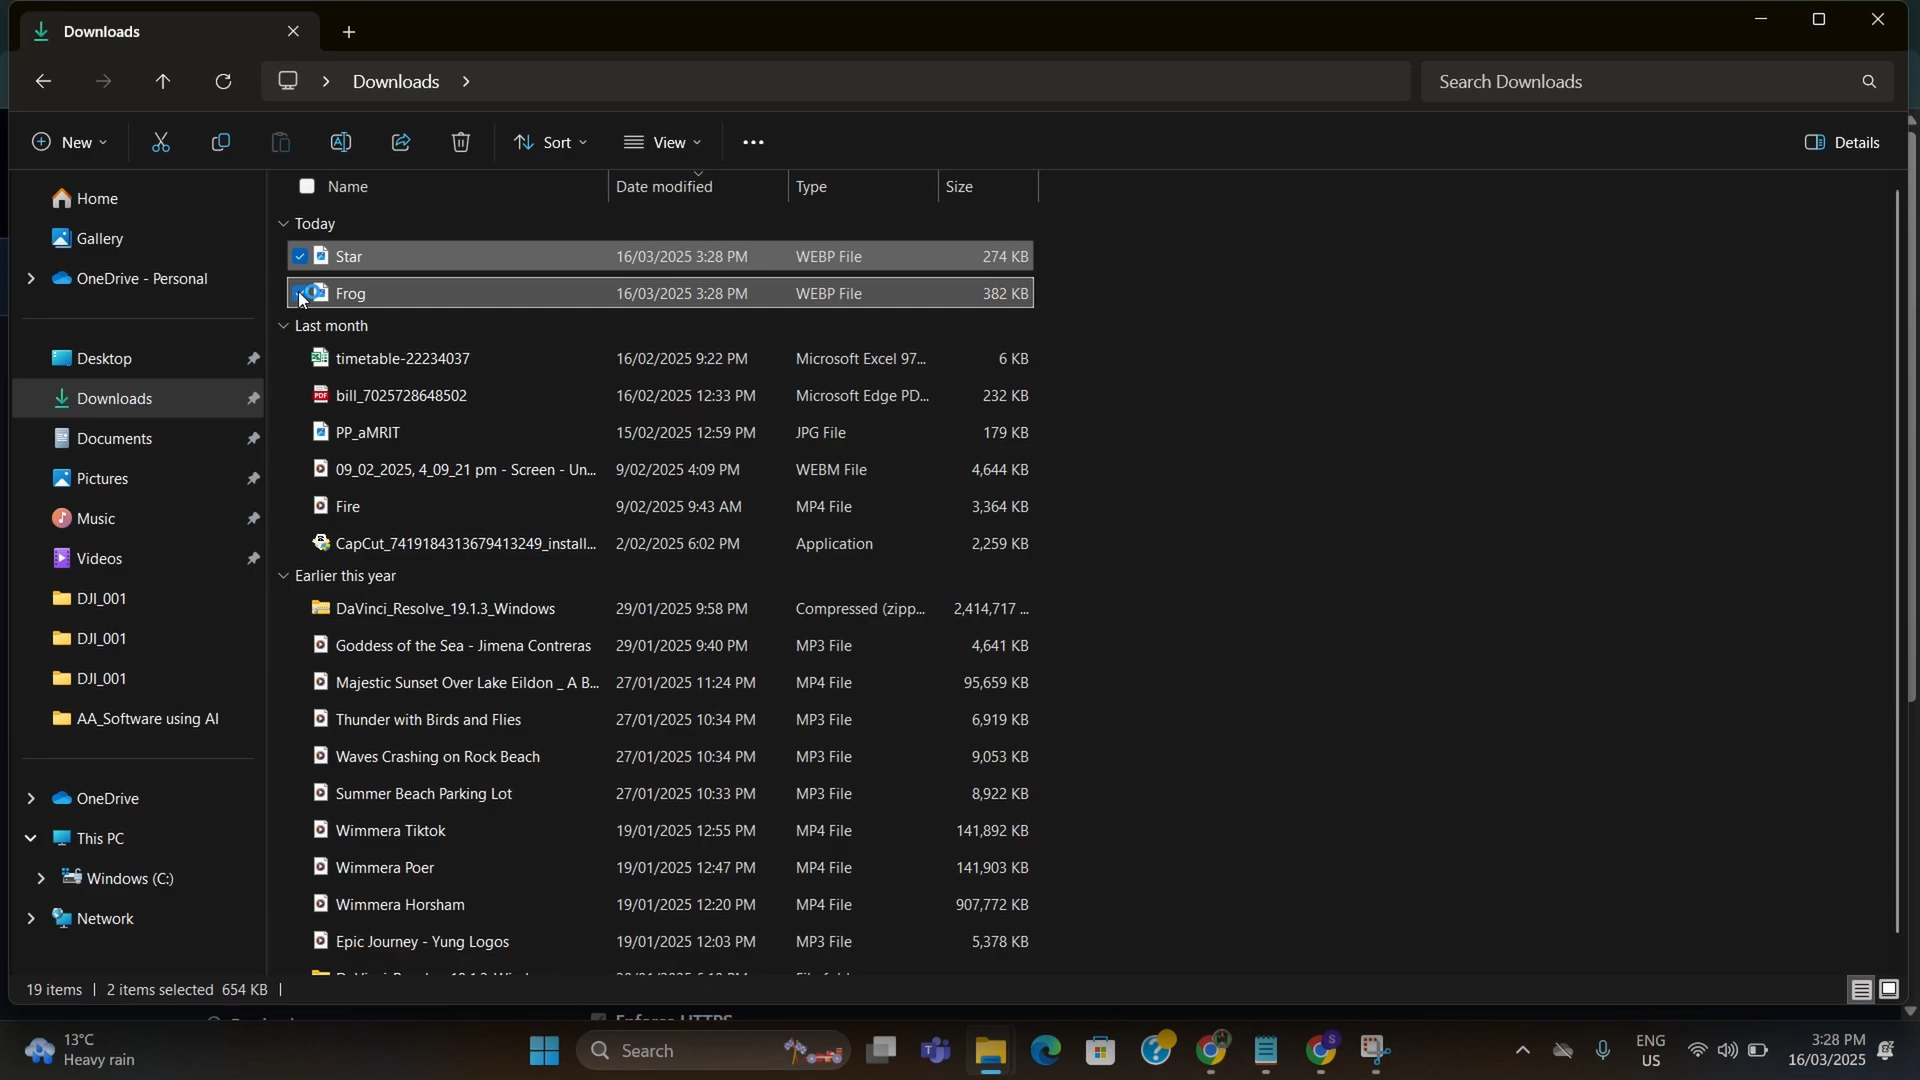 Downloads
Downloads
Search Downloads
New
Sort
View
Details
Name Date modified Type Size
Home
Gallery
OneDrive - Personal
Desktop
Downloads
Documents
Pictures
Music
Videos
DJI_001
DJI_001
DJI_001
AA_Software using AI
OneDrive
This PC
Windows (C:)
Network
Today
Star 16/03/2025 3:28 PM WEBP File 274 KB
Frog 16/03/2025 3:28 PM WEBP File 382 KB
Last month
timetable-22234037 16/02/2025 9:22 PM Microsoft Excel 97... 6 KB
bill_7025728648502 16/02/2025 12:33 PM Microsoft Edge PD... 232 KB
PP_aMRIT 15/02/2025 12:59 PM JPG File 179 KB
09_02_2025, 4_09_21 pm - Screen - Un... 9/02/2025 4:09 PM WEBM File 4,644 KB
Fire 9/02/2025 9:43 AM MP4 File 3,364 KB
CapCut_7419184313679413249_install... 2/02/2025 6:02 PM Application 2,259 KB
Earlier this year
DaVinci_Resolve_19.1.3_Windows 29/01/2025 9:58 PM Compressed (zipp... 2,414,717 ...
Goddess of the Sea - Jimena Contreras 29/01/2025 9:40 PM MP3 File 4,641 KB
Majestic Sunset Over Lake Eildon _ A B... 27/01/2025 11:24 PM MP4 File 95,659 KB
Thunder with Birds and Flies 27/01/2025 10:34 PM MP3 File 6,919 KB
Waves Crashing on Rock Beach 27/01/2025 10:34 PM MP3 File 9,053 KB
Summer Beach Parking Lot 27/01/2025 10:33 PM MP3 File 8,922 KB
Wimmera Tiktok 19/01/2025 12:55 PM MP4 File 141,892 KB
Wimmera Poer 19/01/2025 12:47 PM MP4 File 141,903 KB
Wimmera Horsham 19/01/2025 12:20 PM MP4 File 907,772 KB
Epic Journey - Yung Logos 19/01/2025 12:03 PM MP3 File 5,378 KB
19 items 2 items selected 654 KB
13°C
Heavy rain
Search
ENG
US
3:28 PM
16/03/2025